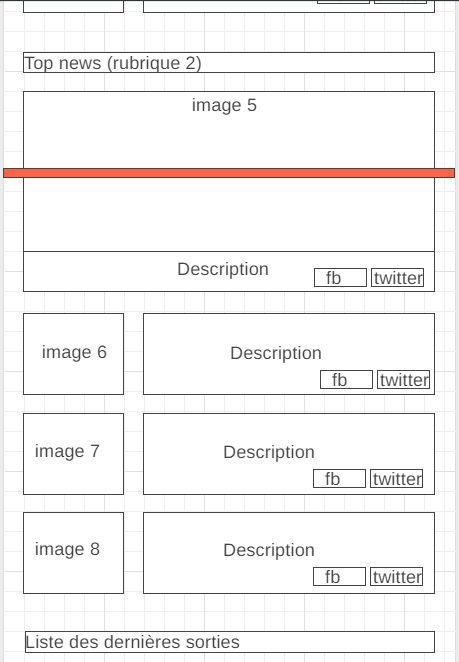 Top news (rubrique 2)
image 5
Description
fb
twitter
image 6
Description
fb
twitter
image 7
Description
fb
twitter
image 8
Description
fb
twitter
Liste des dernières sorties